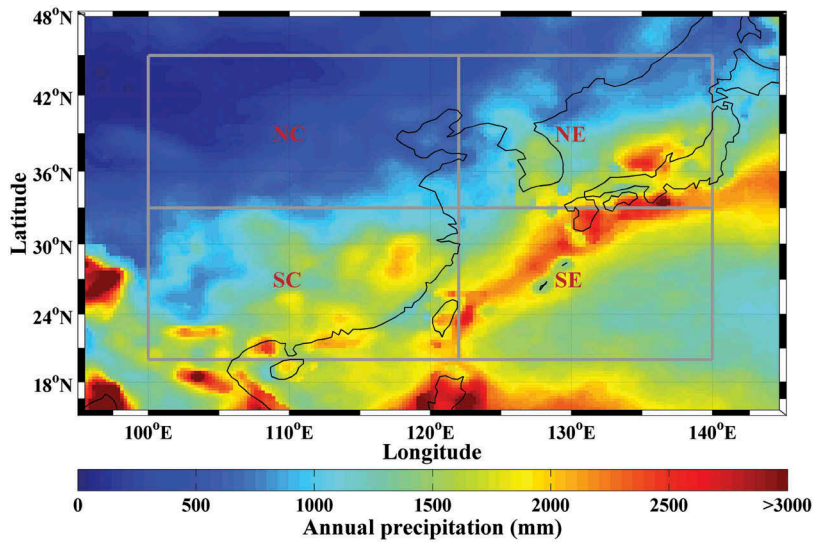 48°N
42°N
36°N
30°N
24°N
18°N
Latitude
NC
NE
SC
SE
100°E
110°E
120°E
130°E
140°E
Longitude
0
500
1000
1500
2000
2500
>3000
Annual precipitation (mm)